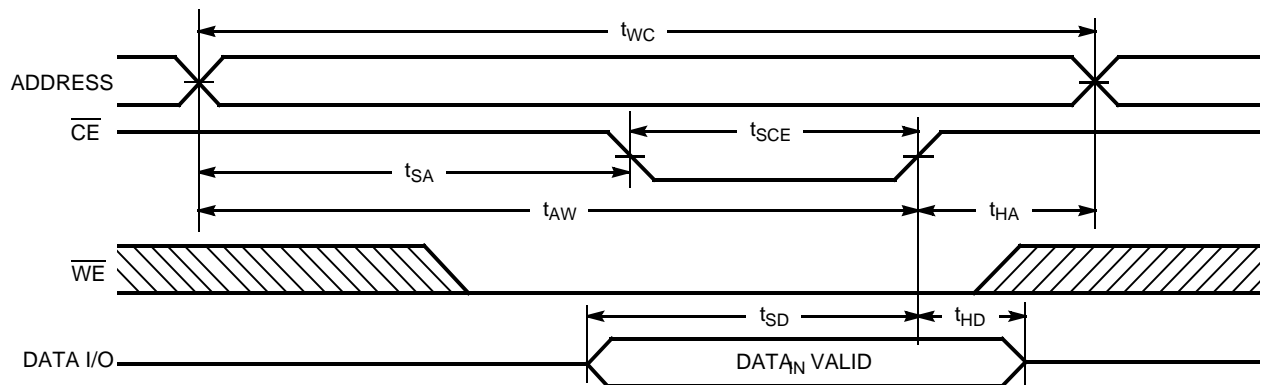 tWC
ADDRESS
CE
tSCE
tSA
tAW
tHA
WE
tSD
tHD
DATA I/O
DATAIN VALID